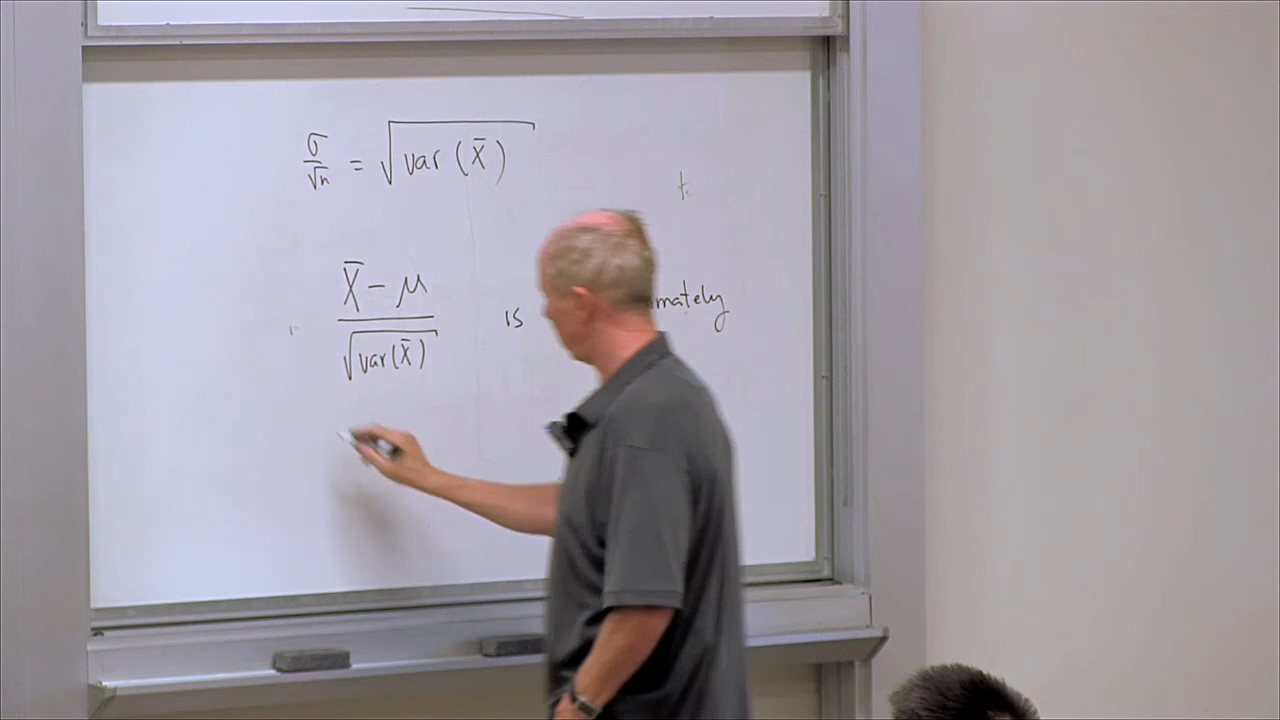 σ/√n = √var(X̄)
t
X̄ - μ / √var(X̄) is mately